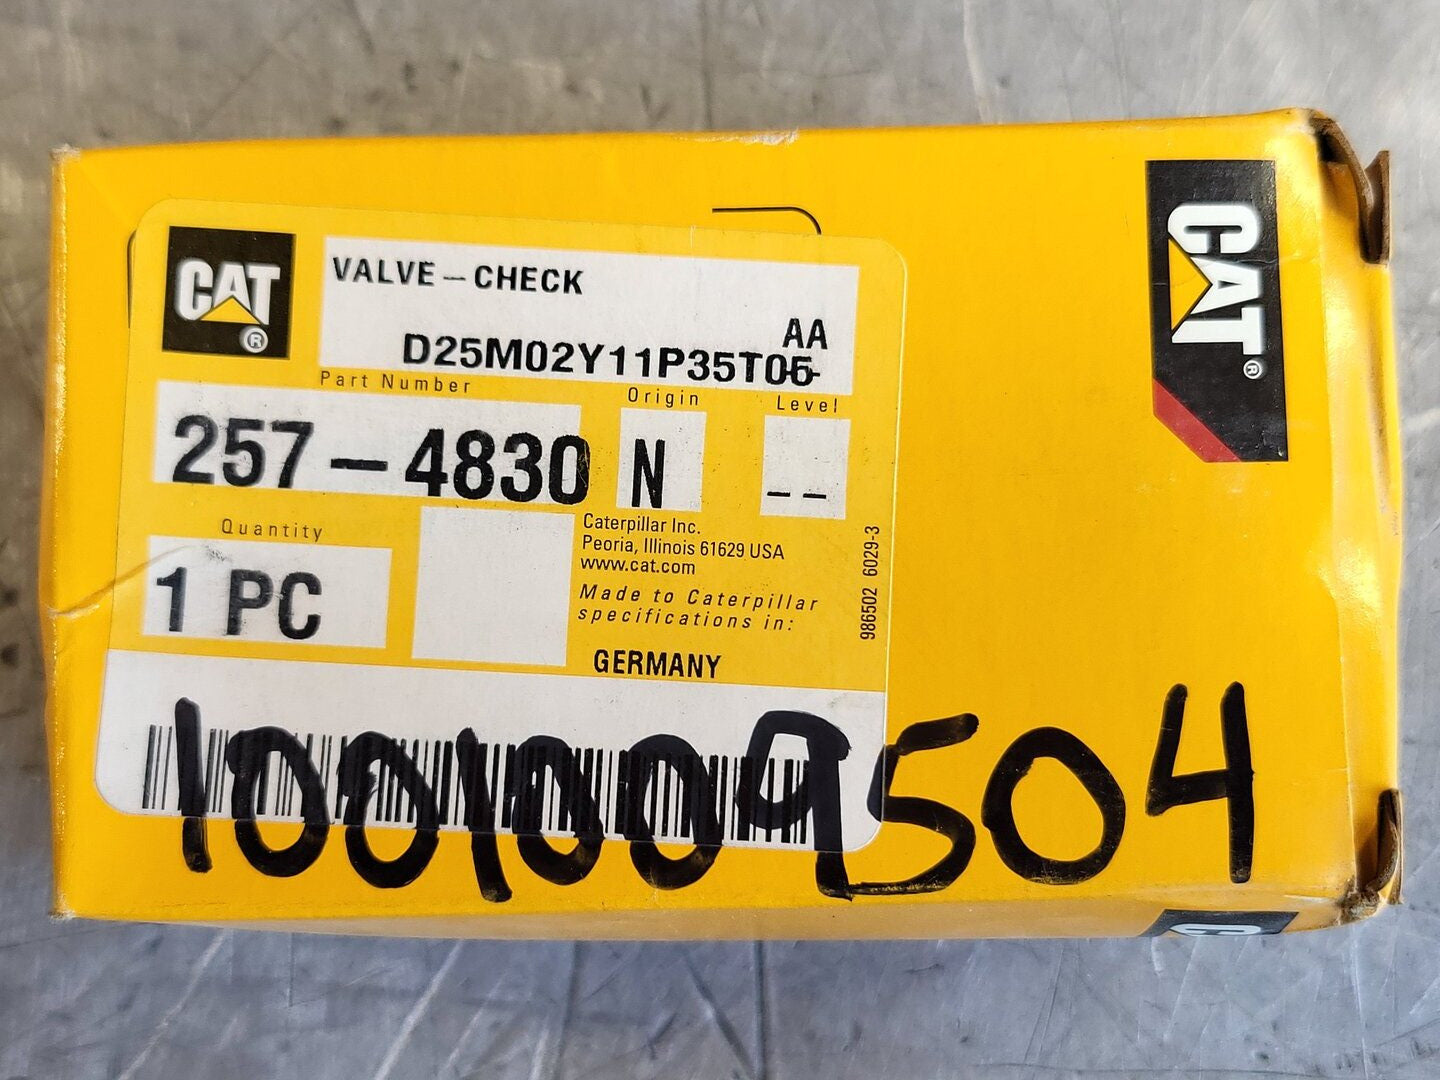 CAT
®
VALVE – CHECK
AA
D25M02Y11P35T06
Part Number
Origin
Level
257 – 4830
N
– –
Quantity
1 PC
Caterpillar Inc.
Peoria, Illinois 61629 USA
www.cat.com
Made to Caterpillar
specifications in:
GERMANY
986502 6029-3
1001009504
CAT
®
C